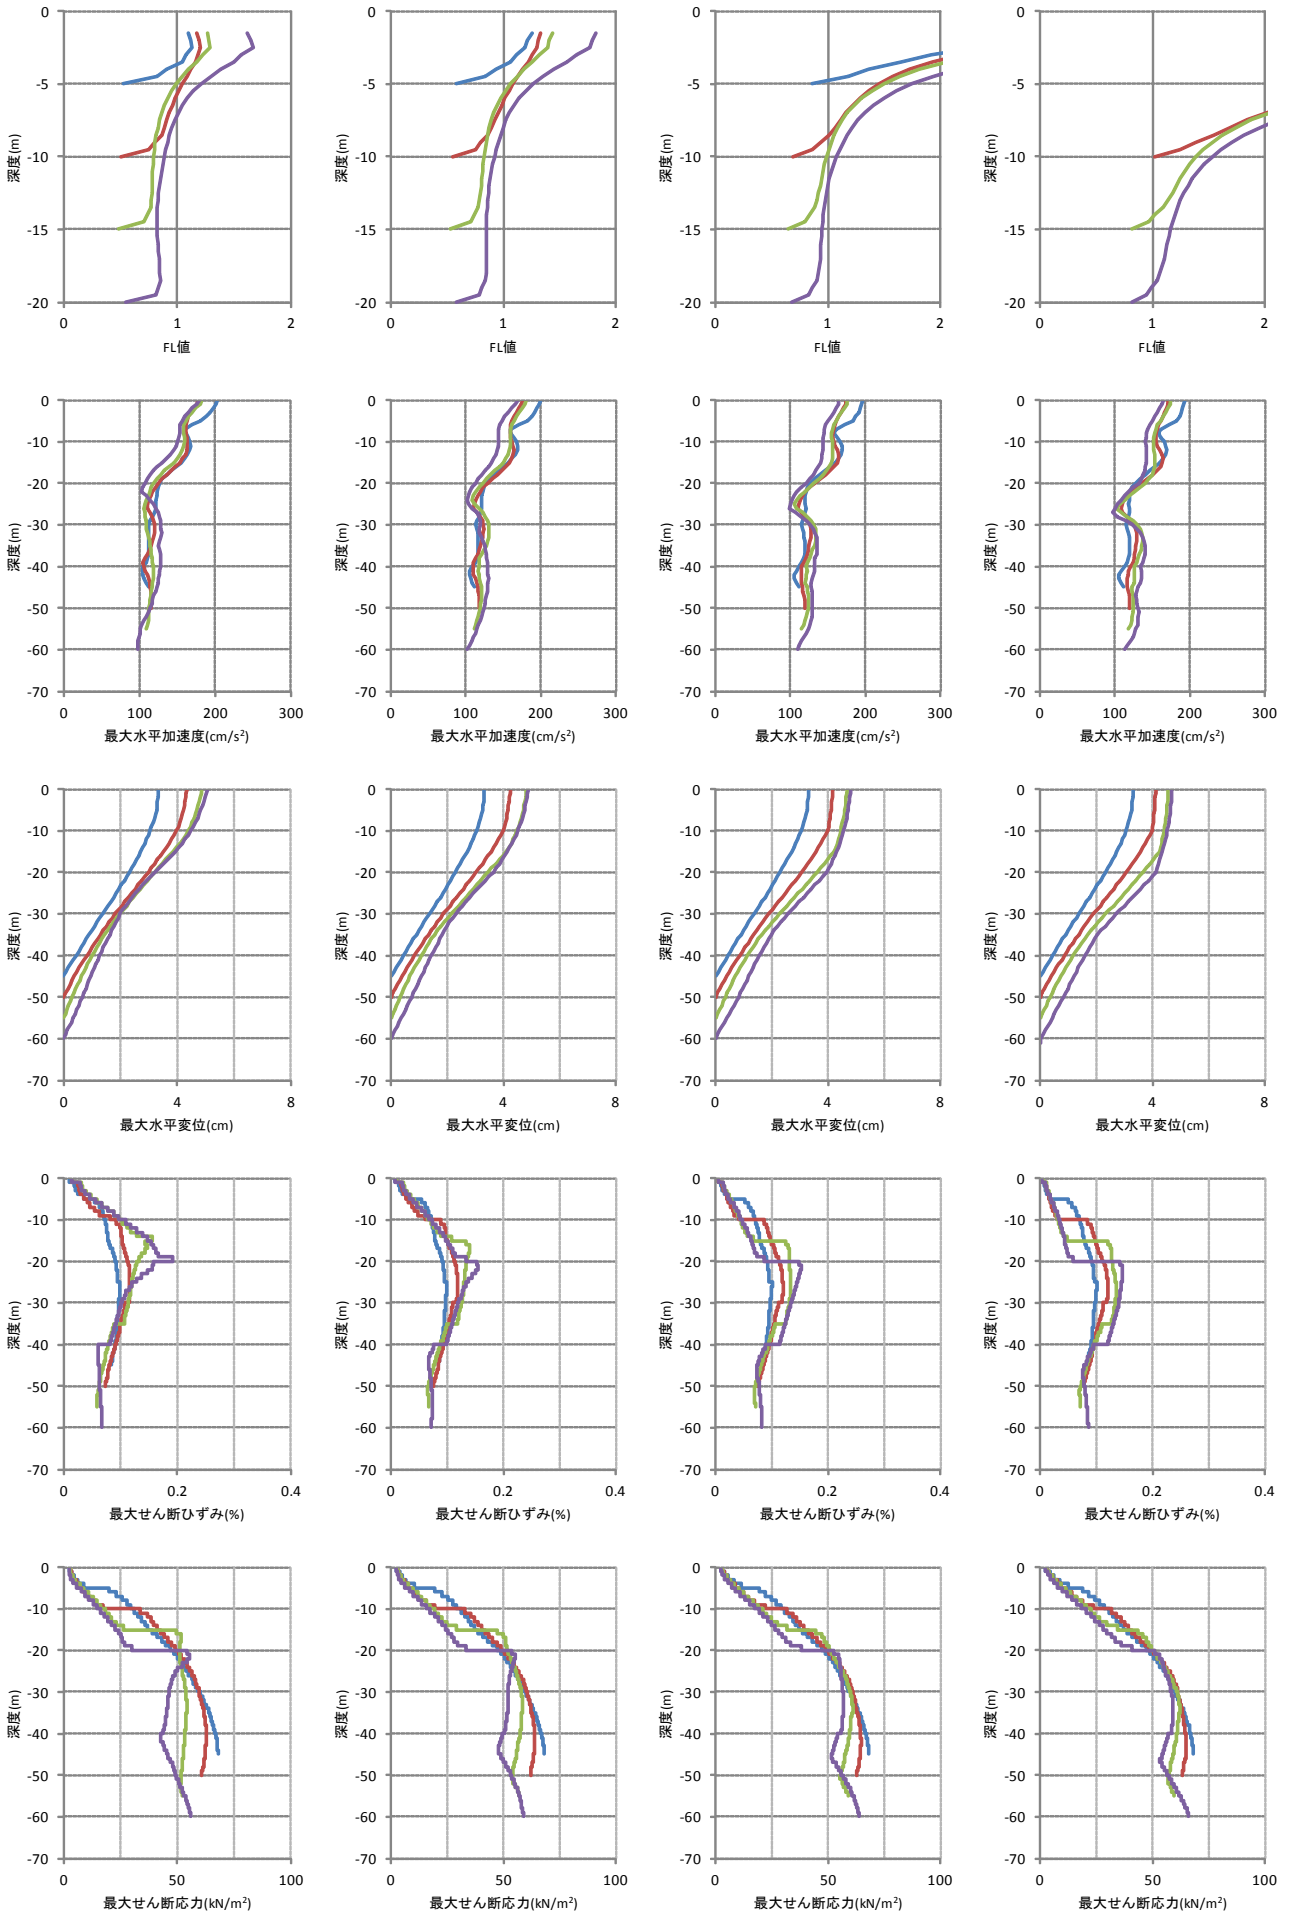 0 0 0 0
-5 -5 -5 -5
深度(m) 深度(m) 深度(m) 深度(m)
-10 -10 -10 -10
-15 -15 -15 -15
-20 -20 -20 -20
0 1 2 0 1 2 0 1 2 0 1 2
FL値 FL値 FL値 FL値
0 0 0 0
-10 -10 -10 -10
-20 -20 -20 -20
-30 -30 -30 -30
深度(m) 深度(m) 深度(m) 深度(m)
-40 -40 -40 -40
-50 -50 -50 -50
-60 -60 -60 -60
-70 -70 -70 -70
0 100 200 300 0 100 200 300 0 100 200 300 0 100 200 300
最大水平加速度(cm/s²) 最大水平加速度(cm/s²) 最大水平加速度(cm/s²) 最大水平加速度(cm/s²)
0 0 0 0
-10 -10 -10 -10
-20 -20 -20 -20
-30 -30 -30 -30
深度(m) 深度(m) 深度(m) 深度(m)
-40 -40 -40 -40
-50 -50 -50 -50
-60 -60 -60 -60
-70 -70 -70 -70
0 4 8 0 4 8 0 4 8 0 4 8
最大水平変位(cm) 最大水平変位(cm) 最大水平変位(cm) 最大水平変位(cm)
0 0 0 0
-10 -10 -10 -10
-20 -20 -20 -20
-30 -30 -30 -30
深度(m) 深度(m) 深度(m) 深度(m)
-40 -40 -40 -40
-50 -50 -50 -50
-60 -60 -60 -60
-70 -70 -70 -70
0 0.2 0.4 0 0.2 0.4 0 0.2 0.4 0 0.2 0.4
最大せん断ひずみ(%) 最大せん断ひずみ(%) 最大せん断ひずみ(%) 最大せん断ひずみ(%)
0 0 0 0
-10 -10 -10 -10
-20 -20 -20 -20
-30 -30 -30 -30
深度(m) 深度(m) 深度(m) 深度(m)
-40 -40 -40 -40
-50 -50 -50 -50
-60 -60 -60 -60
-70 -70 -70 -70
0 50 100 0 50 100 0 50 100 0 50 100
最大せん断応力(kN/m²) 最大せん断応力(kN/m²) 最大せん断応力(kN/m²) 最大せん断応力(kN/m²)